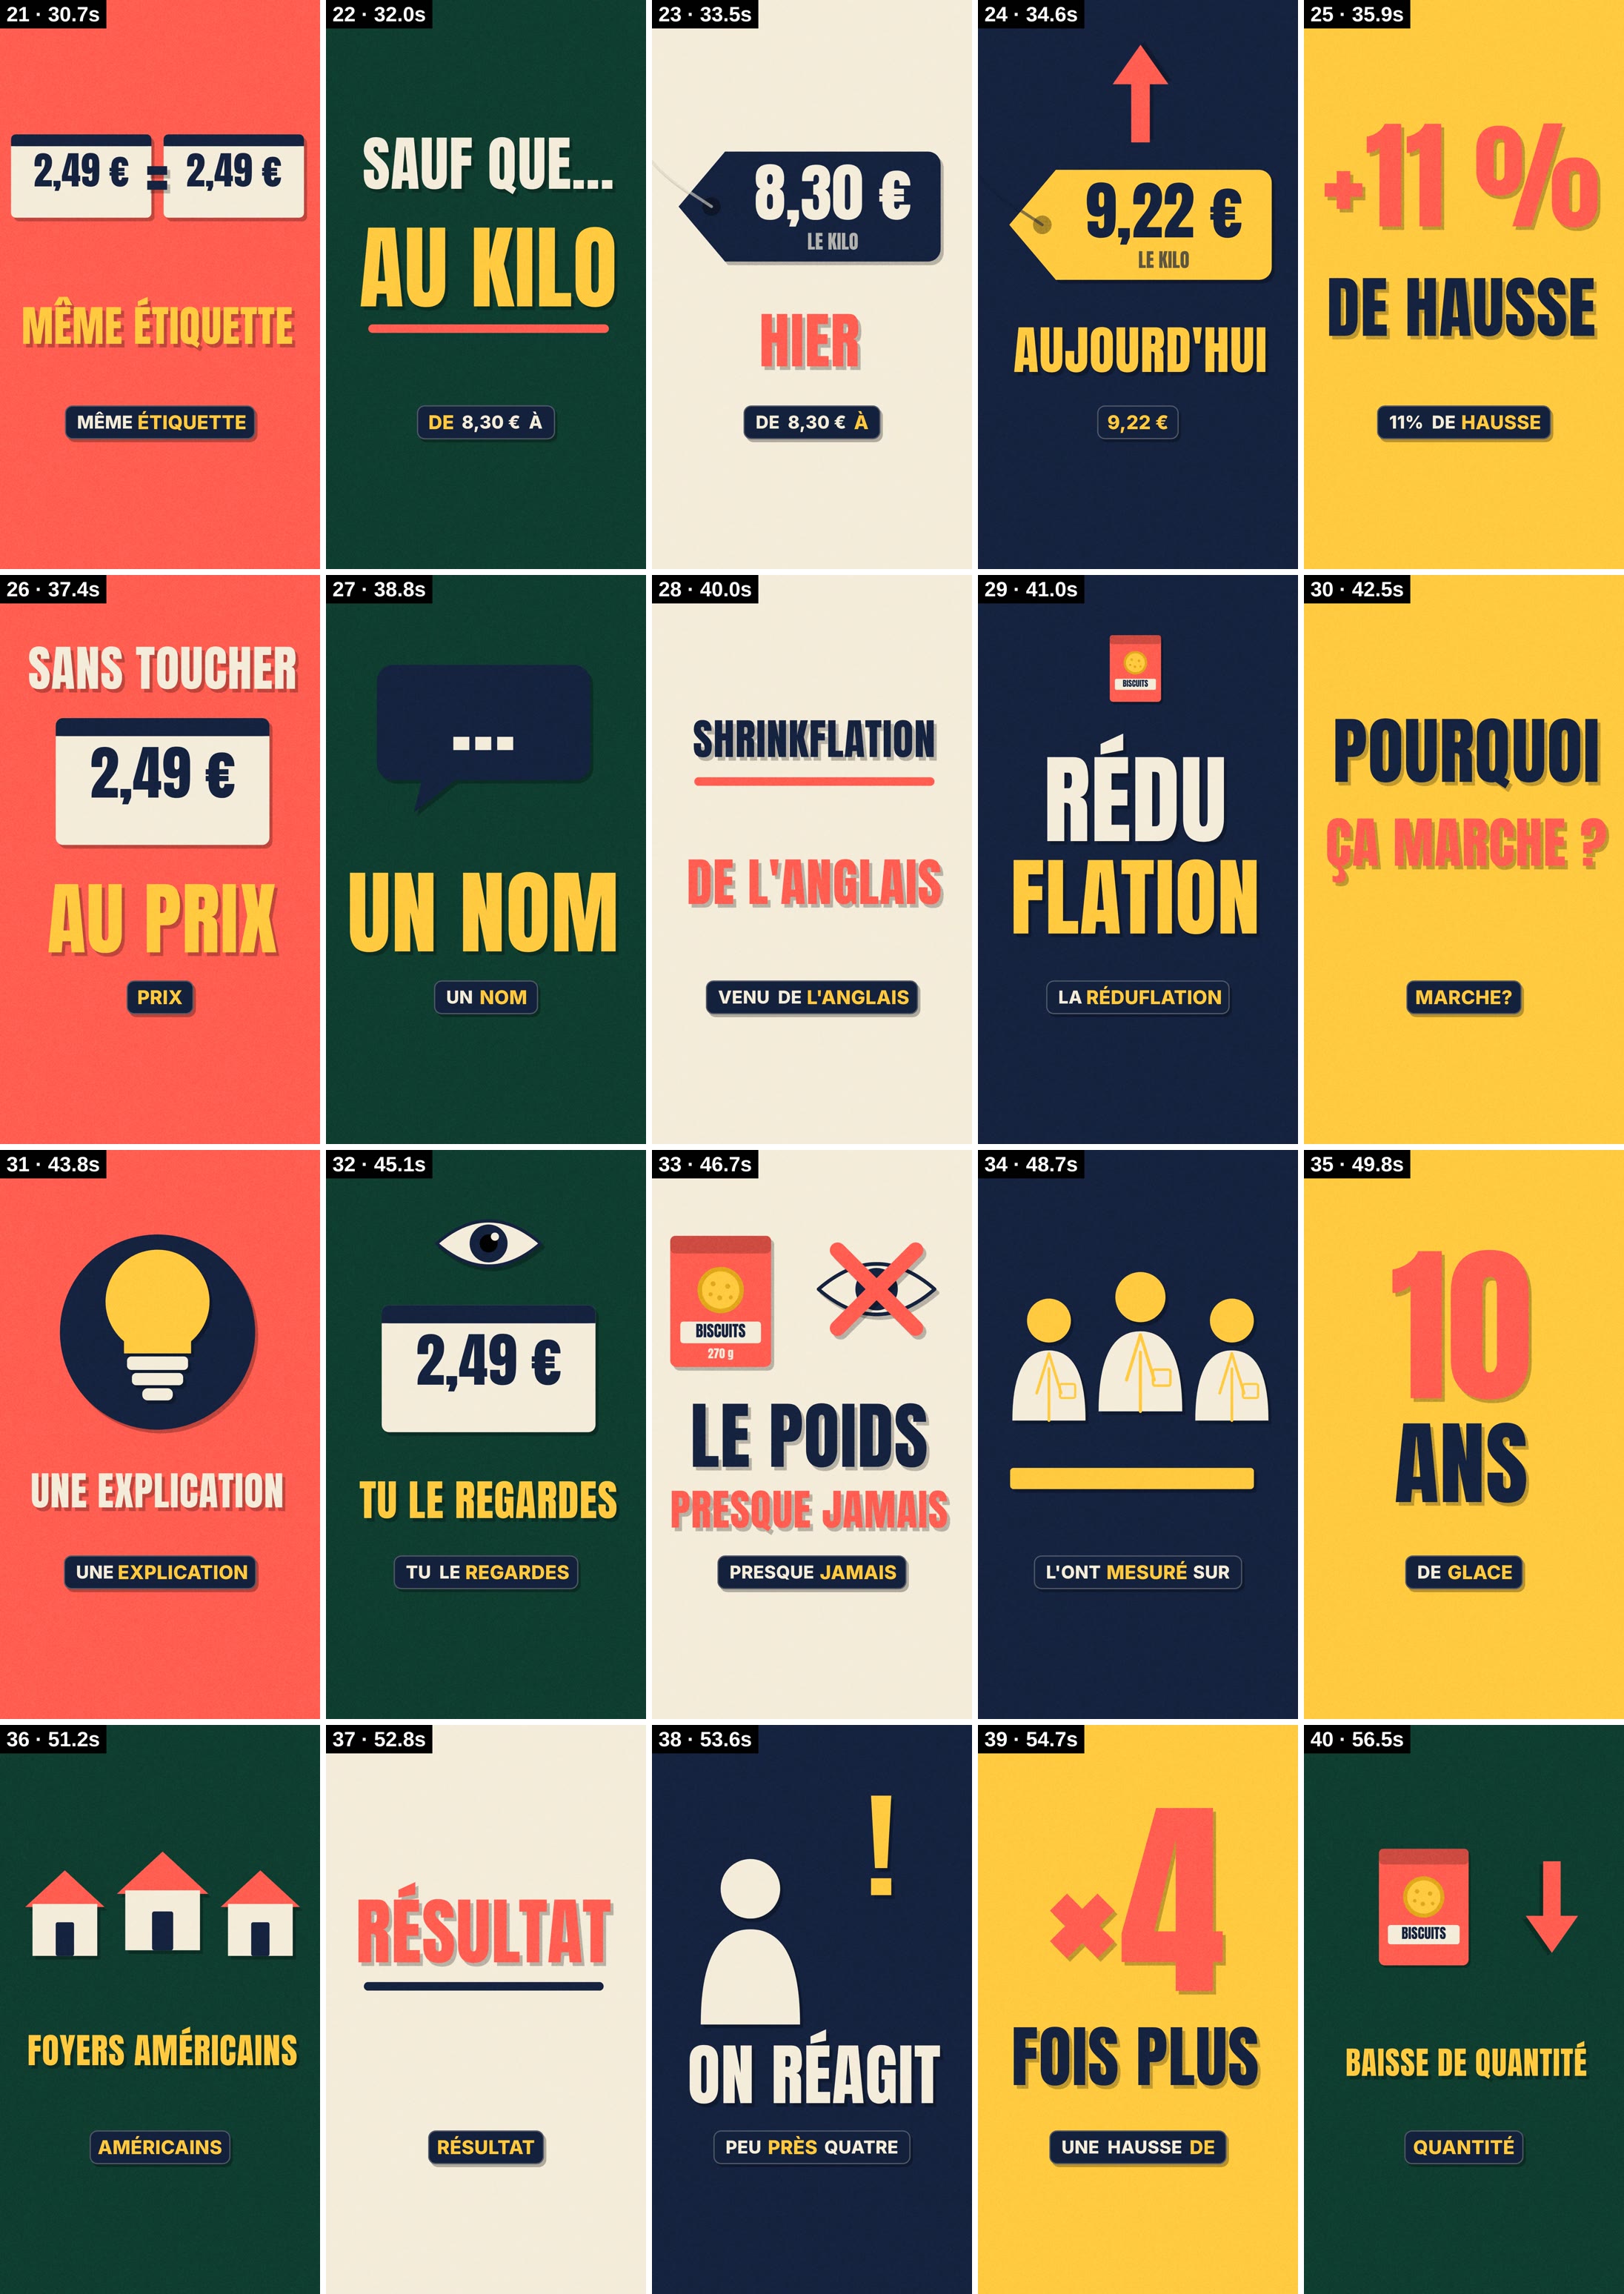 21 · 30.7s
2,49 € = 2,49 €
MÊME ÉTIQUETTE
MÊME ÉTIQUETTE
22 · 32.0s
SAUF QUE...
AU KILO
DE 8,30 € À
23 · 33.5s
8,30 €
LE KILO
HIER
DE 8,30 € À
24 · 34.6s
9,22 €
LE KILO
AUJOURD'HUI
9,22 €
25 · 35.9s
+11 %
DE HAUSSE
11% DE HAUSSE
26 · 37.4s
SANS TOUCHER
2,49 €
AU PRIX
PRIX
27 · 38.8s
...
UN NOM
UN NOM
28 · 40.0s
SHRINKFLATION
DE L'ANGLAIS
VENU DE L'ANGLAIS
29 · 41.0s
BISCUITS
RÉDU
FLATION
LA RÉDUFLATION
30 · 42.5s
POURQUOI
ÇA MARCHE ?
MARCHE?
31 · 43.8s
UNE EXPLICATION
UNE EXPLICATION
32 · 45.1s
2,49 €
TU LE REGARDES
TU LE REGARDES
33 · 46.7s
BISCUITS
270 g
LE POIDS
PRESQUE JAMAIS
PRESQUE JAMAIS
34 · 48.7s
L'ONT MESURÉ SUR
35 · 49.8s
10
ANS
DE GLACE
36 · 51.2s
FOYERS AMÉRICAINS
AMÉRICAINS
37 · 52.8s
RÉSULTAT
RÉSULTAT
38 · 53.6s
!
ON RÉAGIT
PEU PRÈS QUATRE
39 · 54.7s
×4
FOIS PLUS
UNE HAUSSE DE
40 · 56.5s
BISCUITS
BAISSE DE QUANTITÉ
QUANTITÉ